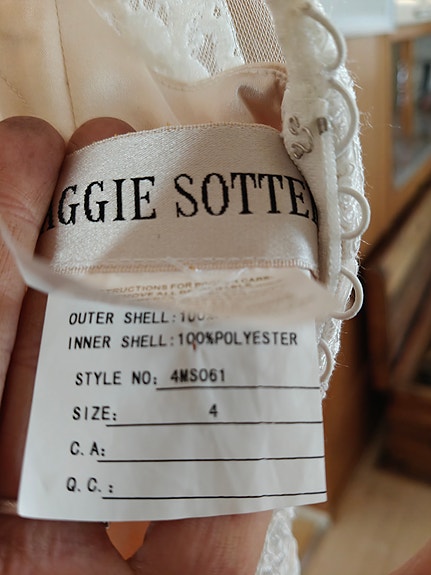 AGGIE SOTTE
OUTER SHELL:100%
INNER SHELL:100%POLYESTER
STYLE NO: 4MS061
SIZE: 4
C.A:
Q.C.: